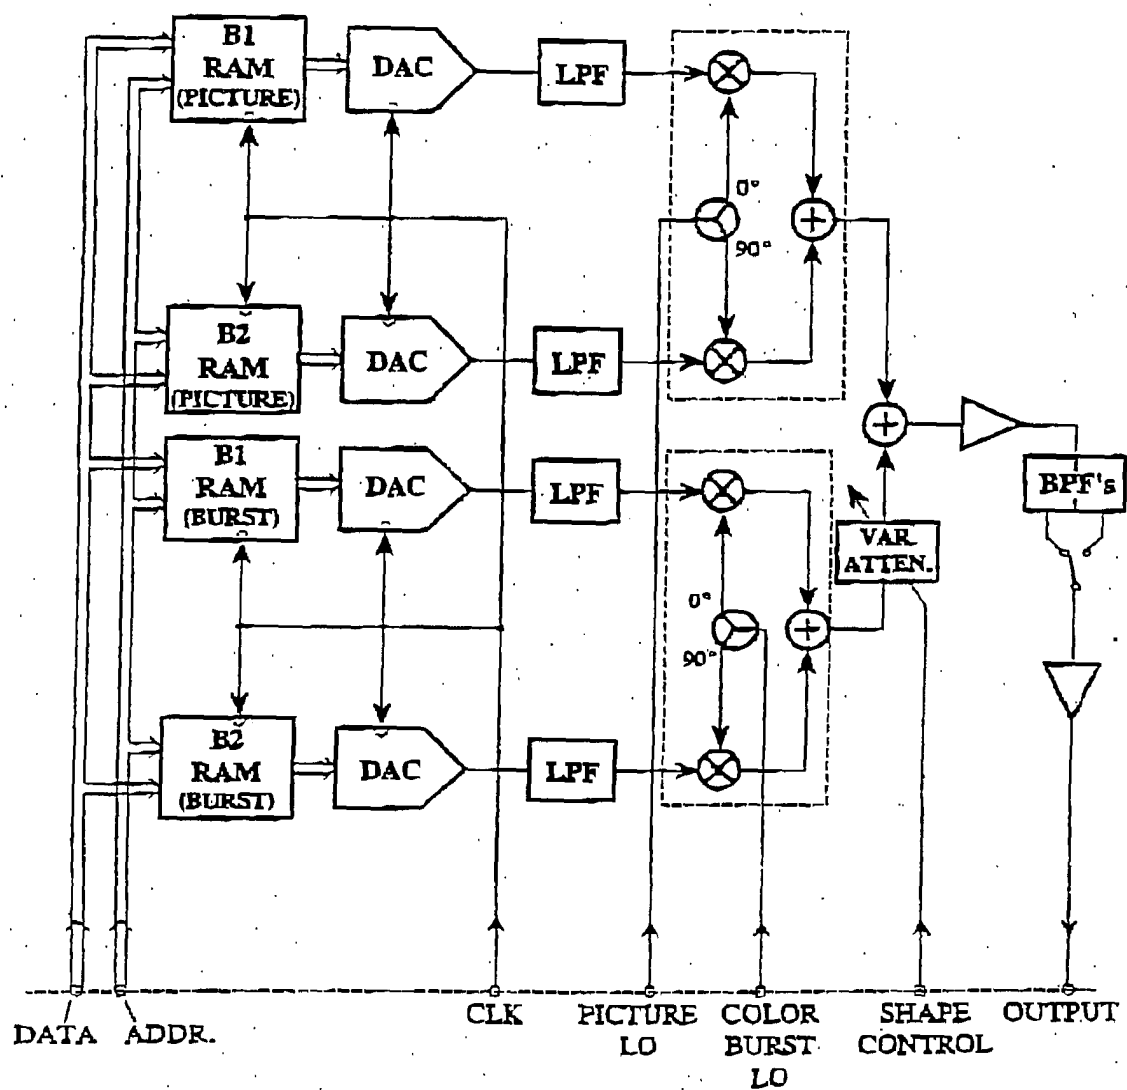 B1
RAM
(PICTURE)
DAC
LPF
0°
90°
B2
RAM
(PICTURE)
DAC
LPF
B1
RAM
(BURST)
DAC
LPF
BPF's
VAR.
ATTEN.
0°
90°
B2
RAM
(BURST)
DAC
LPF
DATA
ADDR.
CLK
PICTURE
LO
COLOR
BURST
LO
SHAPE
CONTROL
OUTPUT